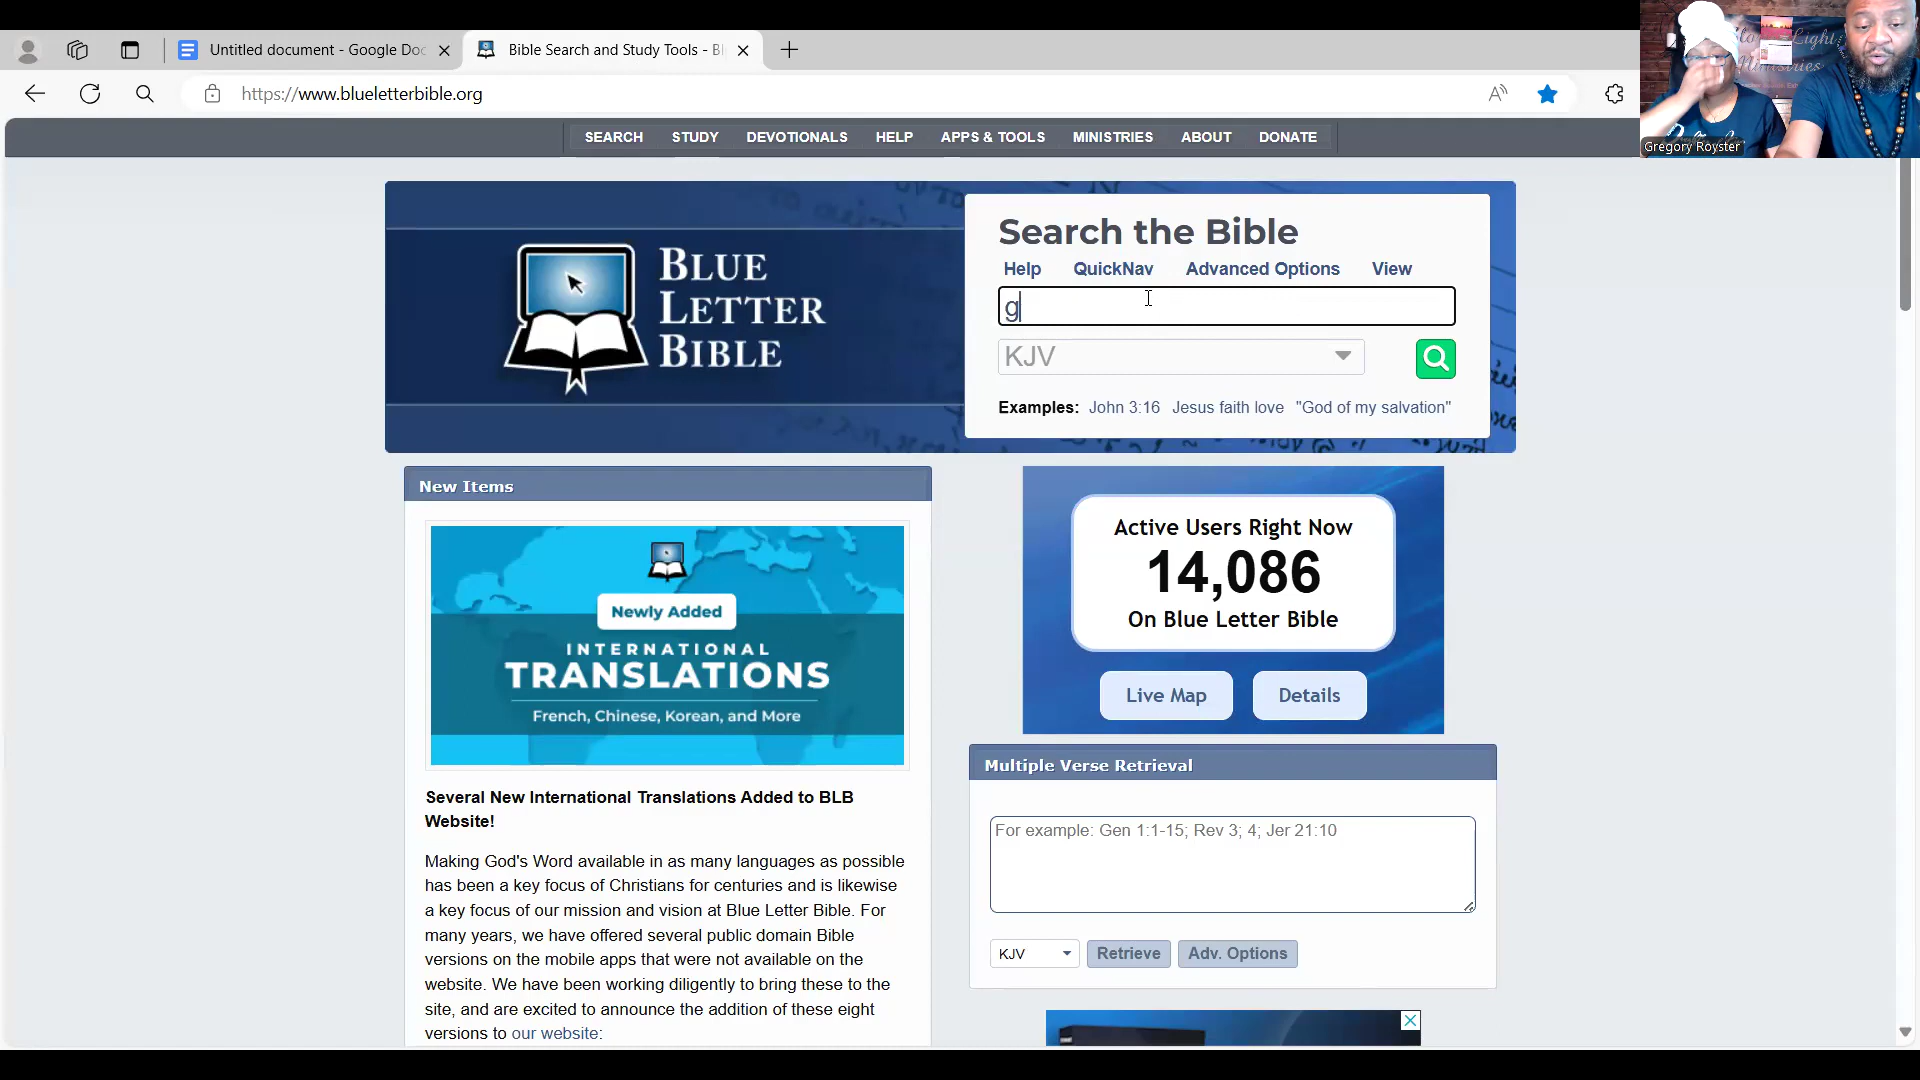 Untitled document - Google Doc
Bible Search and Study Tools - Bl
https://www.blueletterbible.org
Gregory Royster
SEARCH STUDY DEVOTIONALS HELP APPS & TOOLS MINISTRIES ABOUT DONATE
BLUE
LETTER
BIBLE
Search the Bible
Help QuickNav Advanced Options View
g
KJV
Examples: John 3:16 Jesus faith love "God of my salvation"
New Items
Newly Added
INTERNATIONAL
TRANSLATIONS
French, Chinese, Korean, and More
Several New International Translations Added to BLB
Website!
Making God's Word available in as many languages as possible
has been a key focus of Christians for centuries and is likewise
a key focus of our mission and vision at Blue Letter Bible. For
many years, we have offered several public domain Bible
versions on the mobile apps that were not available on the
website. We have been working diligently to bring these to the
site, and are excited to announce the addition of these eight
versions to our website:
Active Users Right Now
14,086
On Blue Letter Bible
Live Map Details
Multiple Verse Retrieval
For example: Gen 1:1-15; Rev 3; 4; Jer 21:10
KJV Retrieve Adv. Options